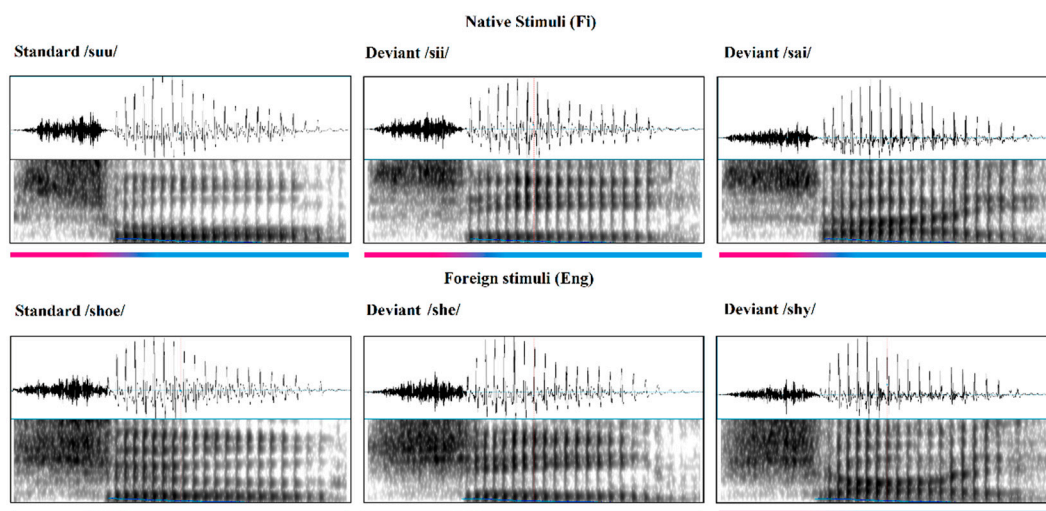 Native Stimuli (Fi)
Standard /suu/ Deviant /sii/ Deviant /sai/
Foreign stimuli (Eng)
Standard /shoe/ Deviant /she/ Deviant /shy/